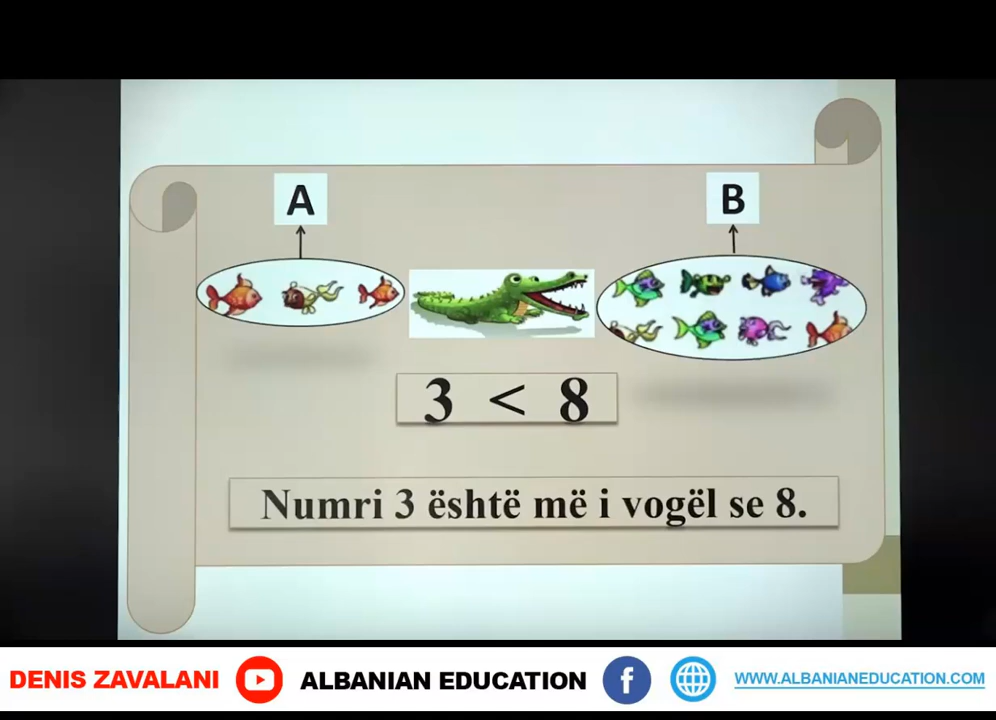 A
B
3 < 8
Numri 3 është më i vogël se 8.
DENIS ZAVALANI
ALBANIAN EDUCATION
f
WWW.ALBANIANEDUCATION.COM